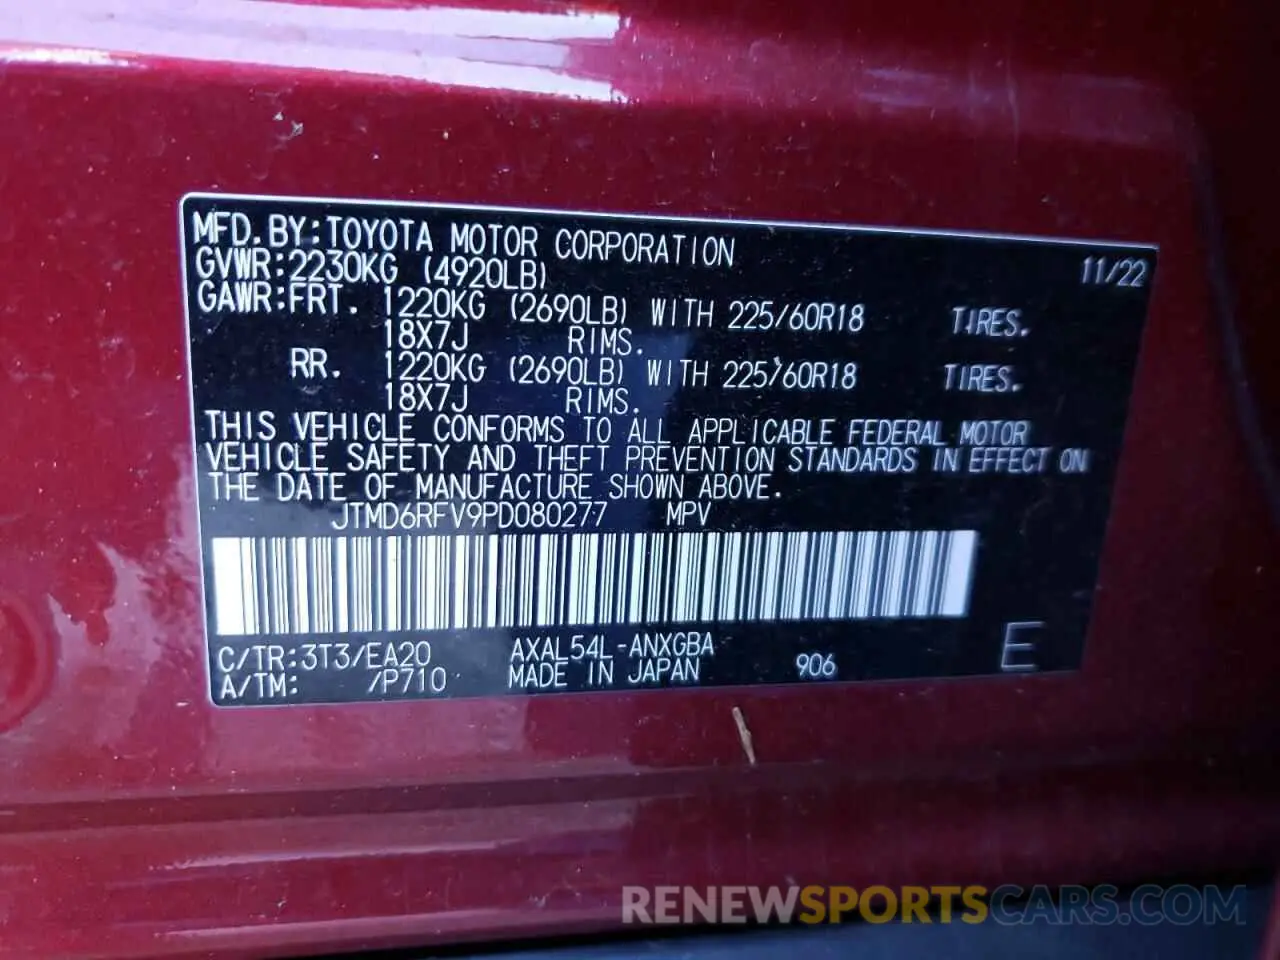 MFD.BY:TOYOTA MOTOR CORPORATION 11/22
GVWR:2230KG (4920LB)
GAWR:FRT. 1220KG (2690LB) WITH 225/60R18 TIRES.
18X7J RIMS.
RR. 1220KG (2690LB) WITH 225/60R18 TIRES.
18X7J RIMS.
THIS VEHICLE CONFORMS TO ALL APPLICABLE FEDERAL MOTOR
VEHICLE SAFETY AND THEFT PREVENTION STANDARDS IN EFFECT ON
THE DATE OF MANUFACTURE SHOWN ABOVE.
JTMD6RFV9PD080277 MPV
C/TR:3T3/EA20 AXAL54L-ANXGBA
A/TM: /P710 MADE IN JAPAN 906 E
RENEWSPORTSCARS.COM